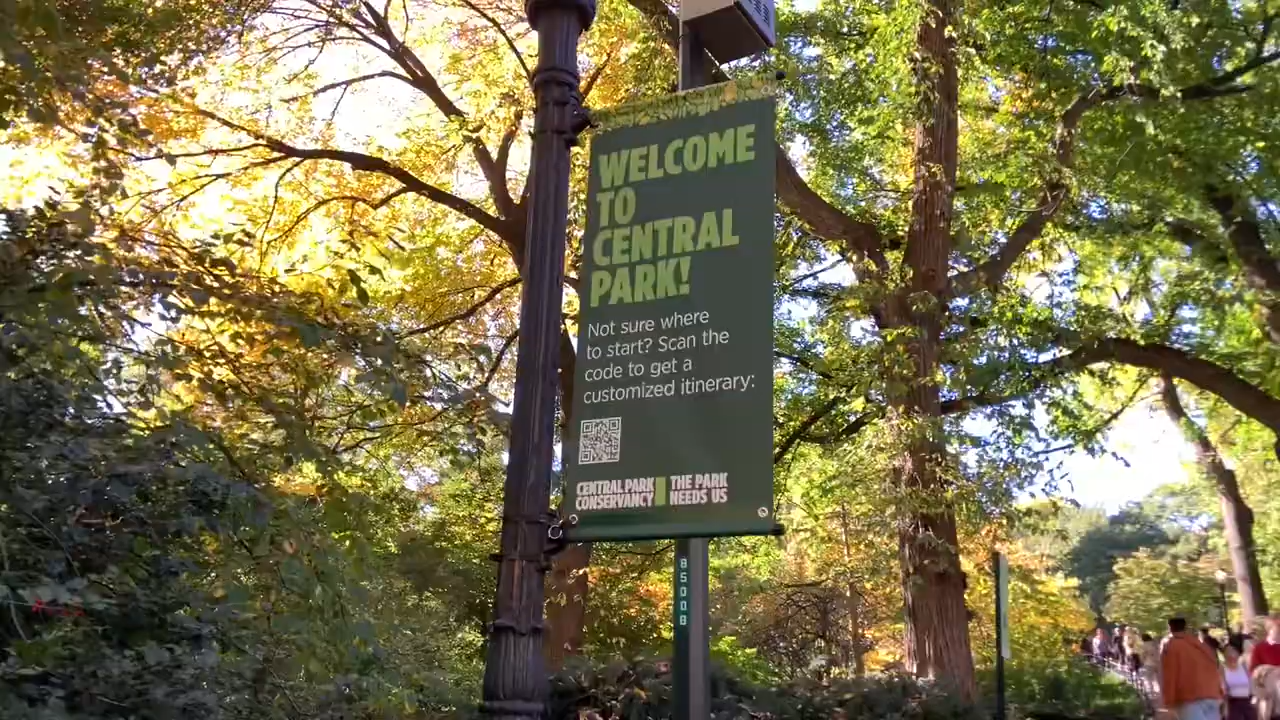 WELCOME
TO
CENTRAL
PARK!
Not sure where
to start? Scan the
code to get a
customized itinerary:
CENTRAL PARK
CONSERVANCY
THE PARK
NEEDS US
85008